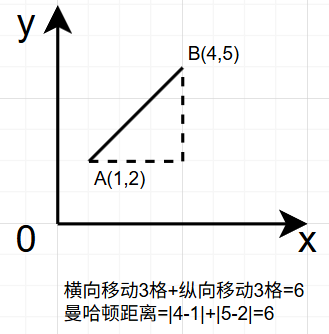 y
B(4,5)
A(1,2)
0
x
横向移动3格+纵向移动3格=6
曼哈顿距离=|4-1|+|5-2|=6